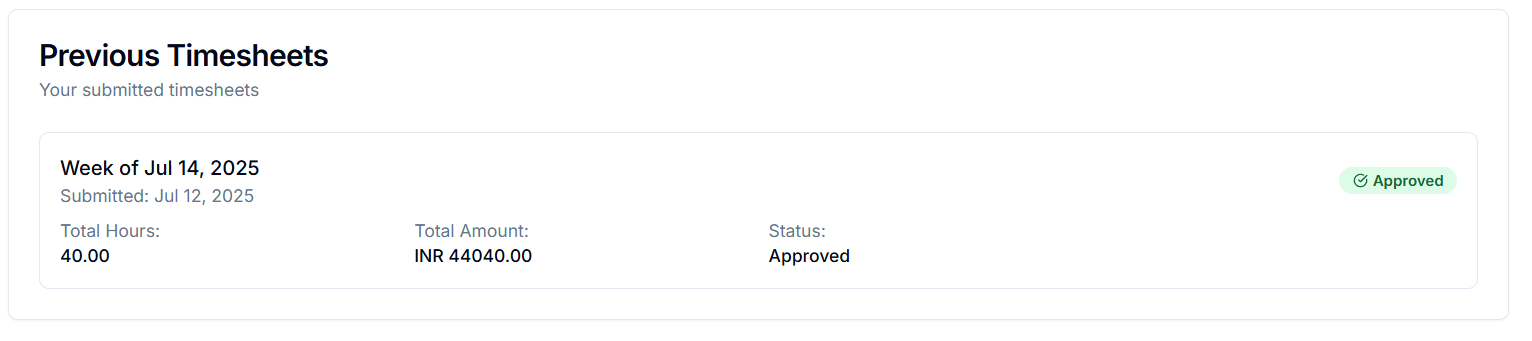 Previous Timesheets
Your submitted timesheets
Week of Jul 14, 2025
Submitted: Jul 12, 2025
Approved
Total Hours: Total Amount: Status:
40.00 INR 44040.00 Approved